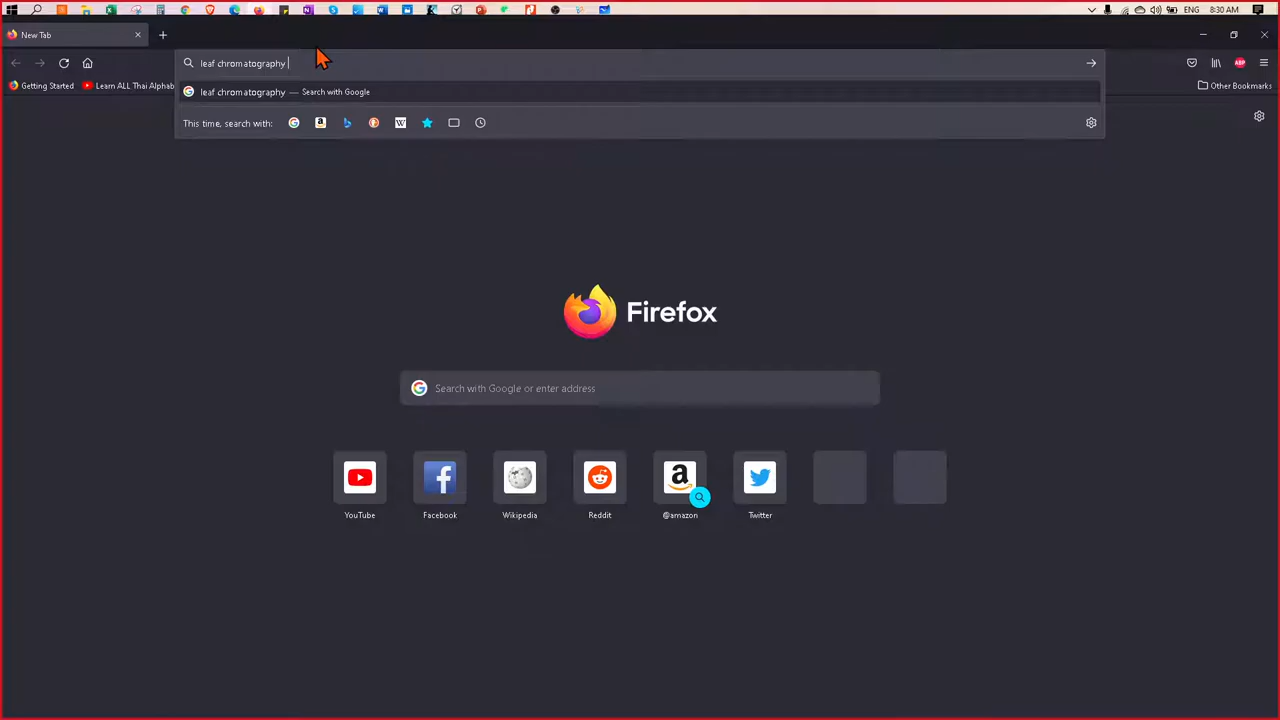 ENG 8:30 AM
New Tab
leaf chromatography
Getting Started Learn ALL Thai Alphab Other Bookmarks
leaf chromatography — Search with Google
This time, search with:
Firefox
Search with Google or enter address
YouTube Facebook Wikipedia Reddit @amazon Twitter